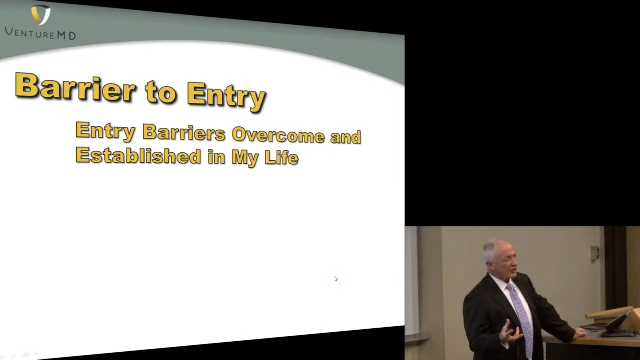 VENTUREMD
Barrier to Entry
Entry Barriers Overcome and
Established in My Life